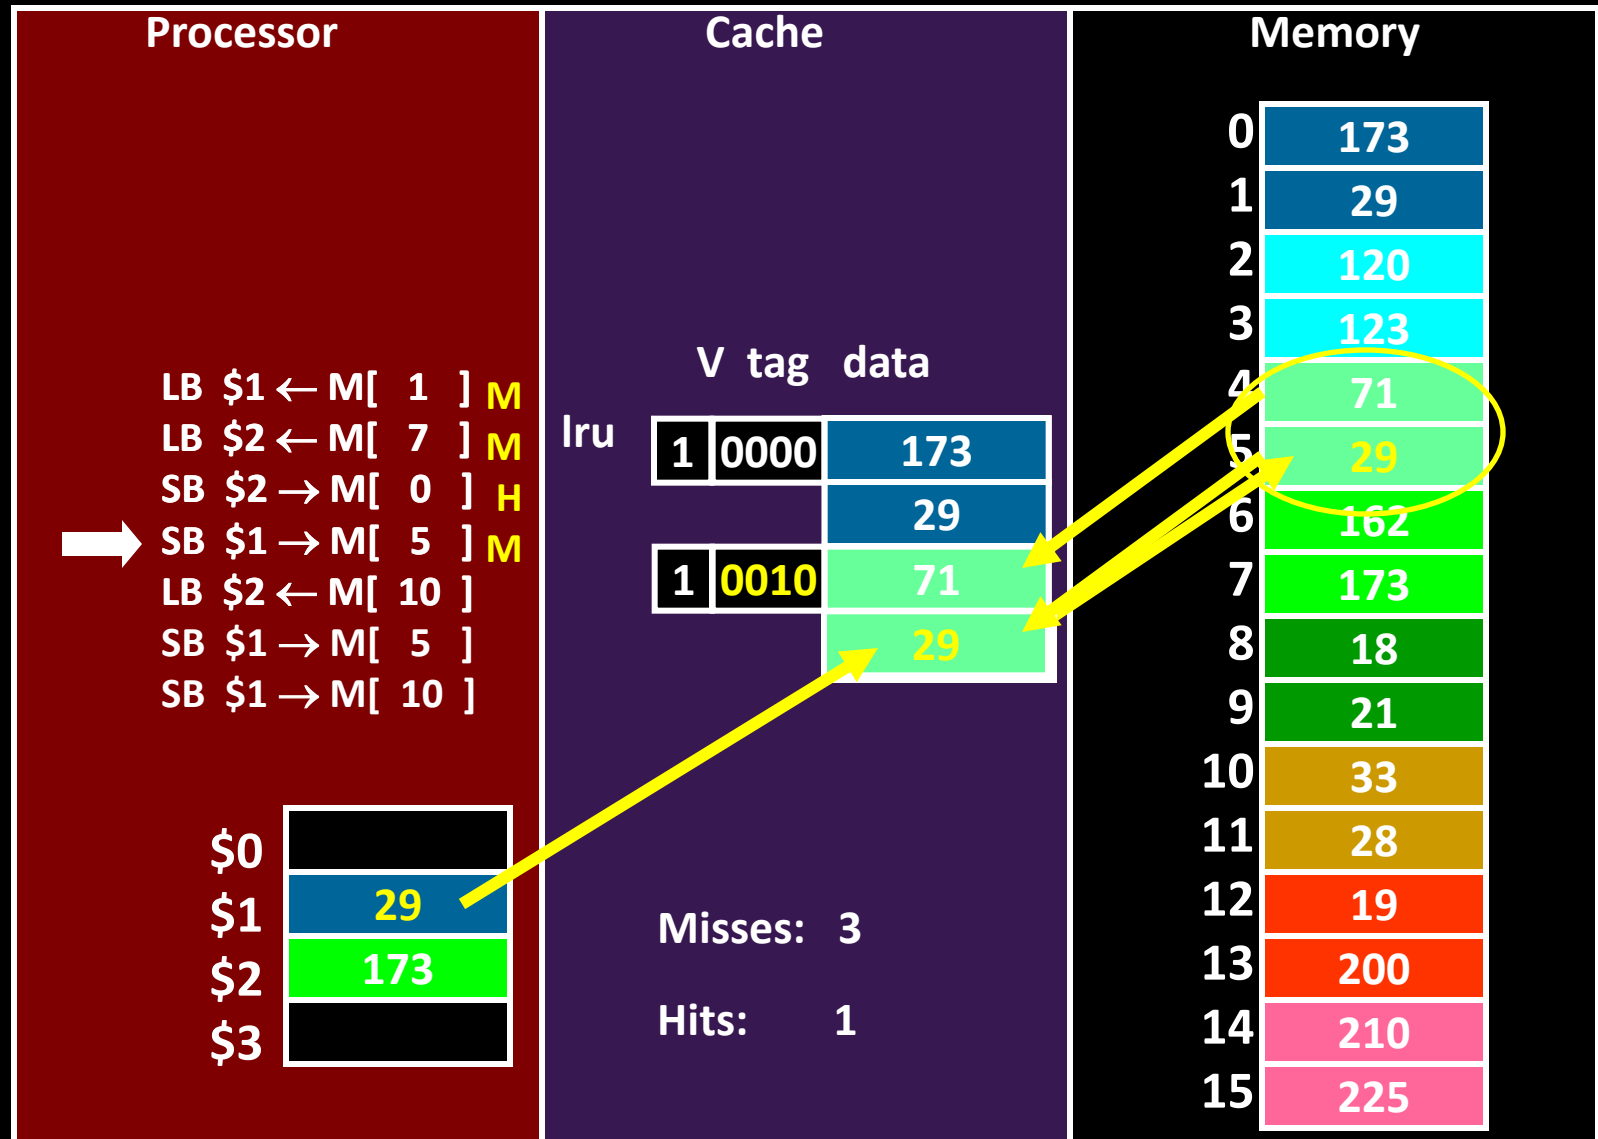 Processor
LB $1 ← M[ 1 ] M
LB $2 ← M[ 7 ] M
SB $2 → M[ 0 ] H
SB $1 → M[ 5 ] M
LB $2 ← M[ 10 ]
SB $1 → M[ 5 ]
SB $1 → M[ 10 ]
$0
$1 29
$2 173
$3
Cache
V tag data
lru 1 0000 173
29
1 0010 71
29
Misses: 3
Hits: 1
Memory
0 173
1 29
2 120
3 123
4 71
5 29
6 162
7 173
8 18
9 21
10 33
11 28
12 19
13 200
14 210
15 225